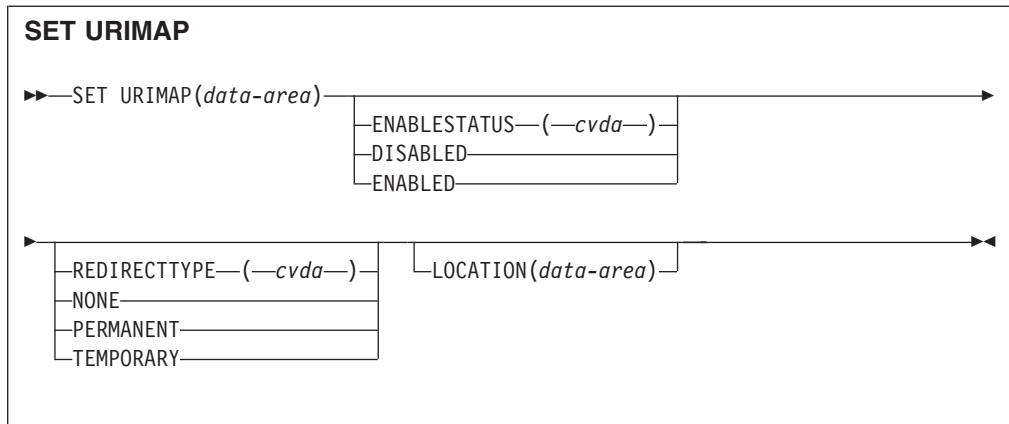 SET URIMAP
SET URIMAP(data-area)
ENABLESTATUS ( cvda )
DISABLED
ENABLED
REDIRECTTYPE ( cvda )
NONE
PERMANENT
TEMPORARY
LOCATION(data-area)